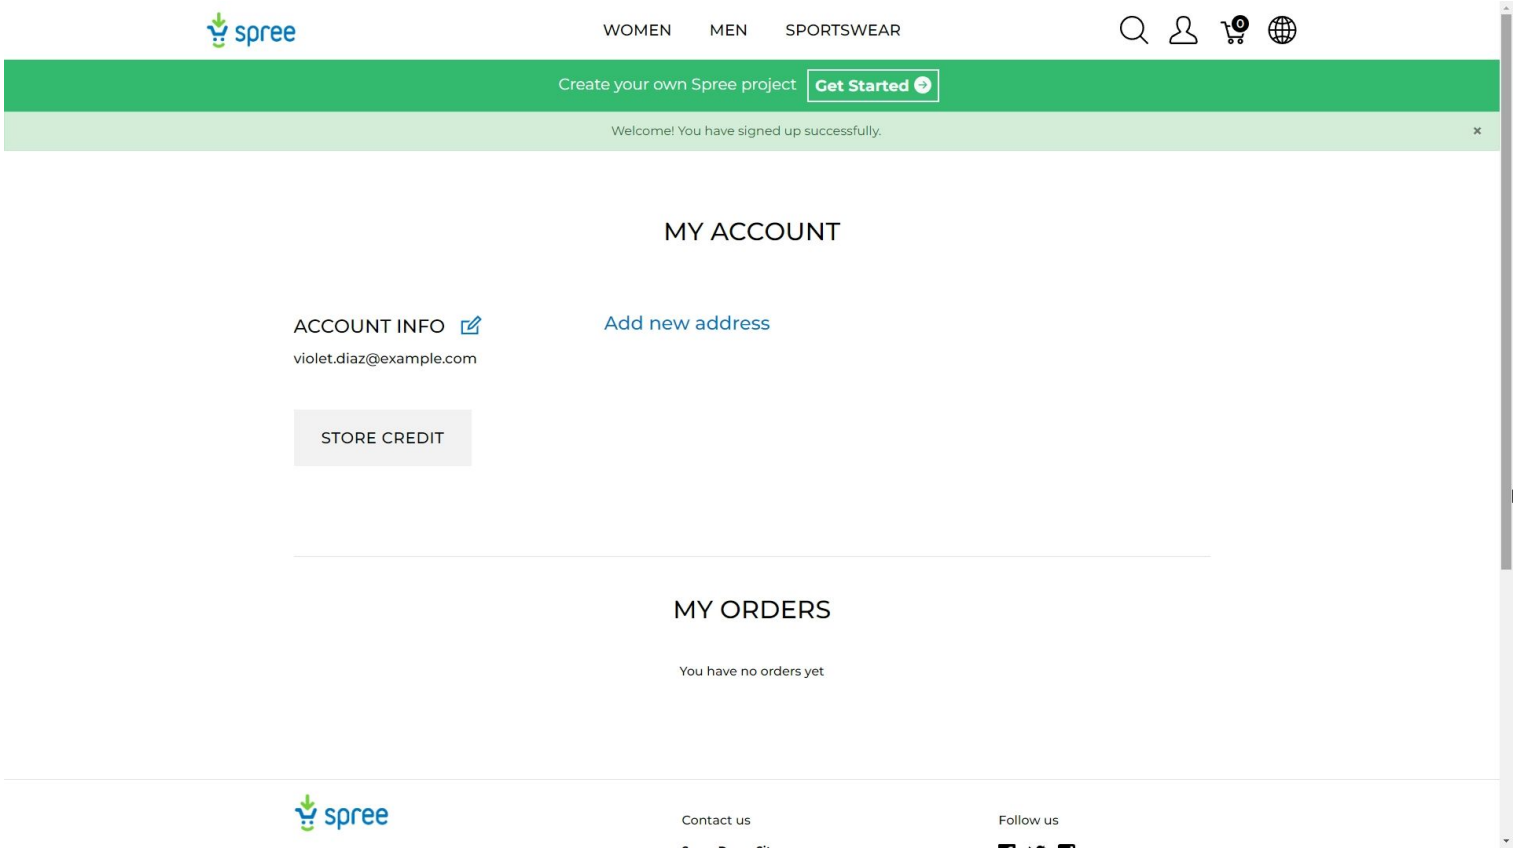 spree
WOMEN MEN SPORTSWEAR
0
Create your own Spree project Get Started
Welcome! You have signed up successfully. ×
MY ACCOUNT
ACCOUNT INFO
Add new address
violet.diaz@example.com
STORE CREDIT
MY ORDERS
You have no orders yet
spree
Contact us
Follow us